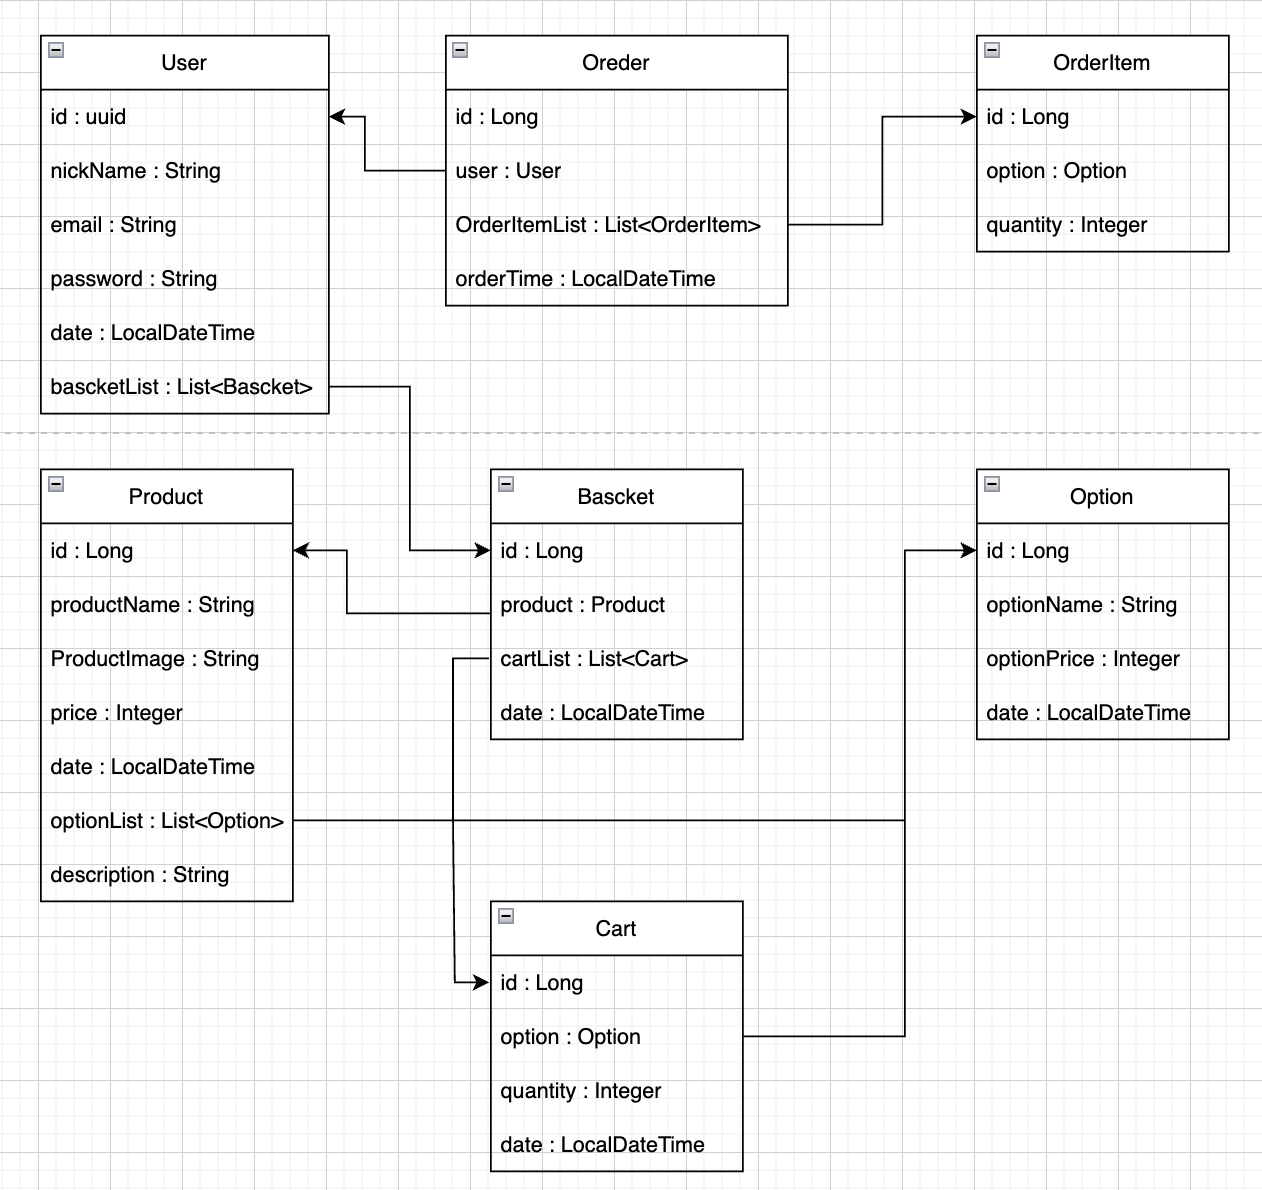 User
id : uuid
nickName : String
email : String
password : String
date : LocalDateTime
bascketList : List<Bascket>
Oreder
id : Long
user : User
OrderItemList : List<OrderItem>
orderTime : LocalDateTime
OrderItem
id : Long
option : Option
quantity : Integer
Product
id : Long
productName : String
ProductImage : String
price : Integer
date : LocalDateTime
optionList : List<Option>
description : String
Bascket
id : Long
product : Product
cartList : List<Cart>
date : LocalDateTime
Option
id : Long
optionName : String
optionPrice : Integer
date : LocalDateTime
Cart
id : Long
option : Option
quantity : Integer
date : LocalDateTime